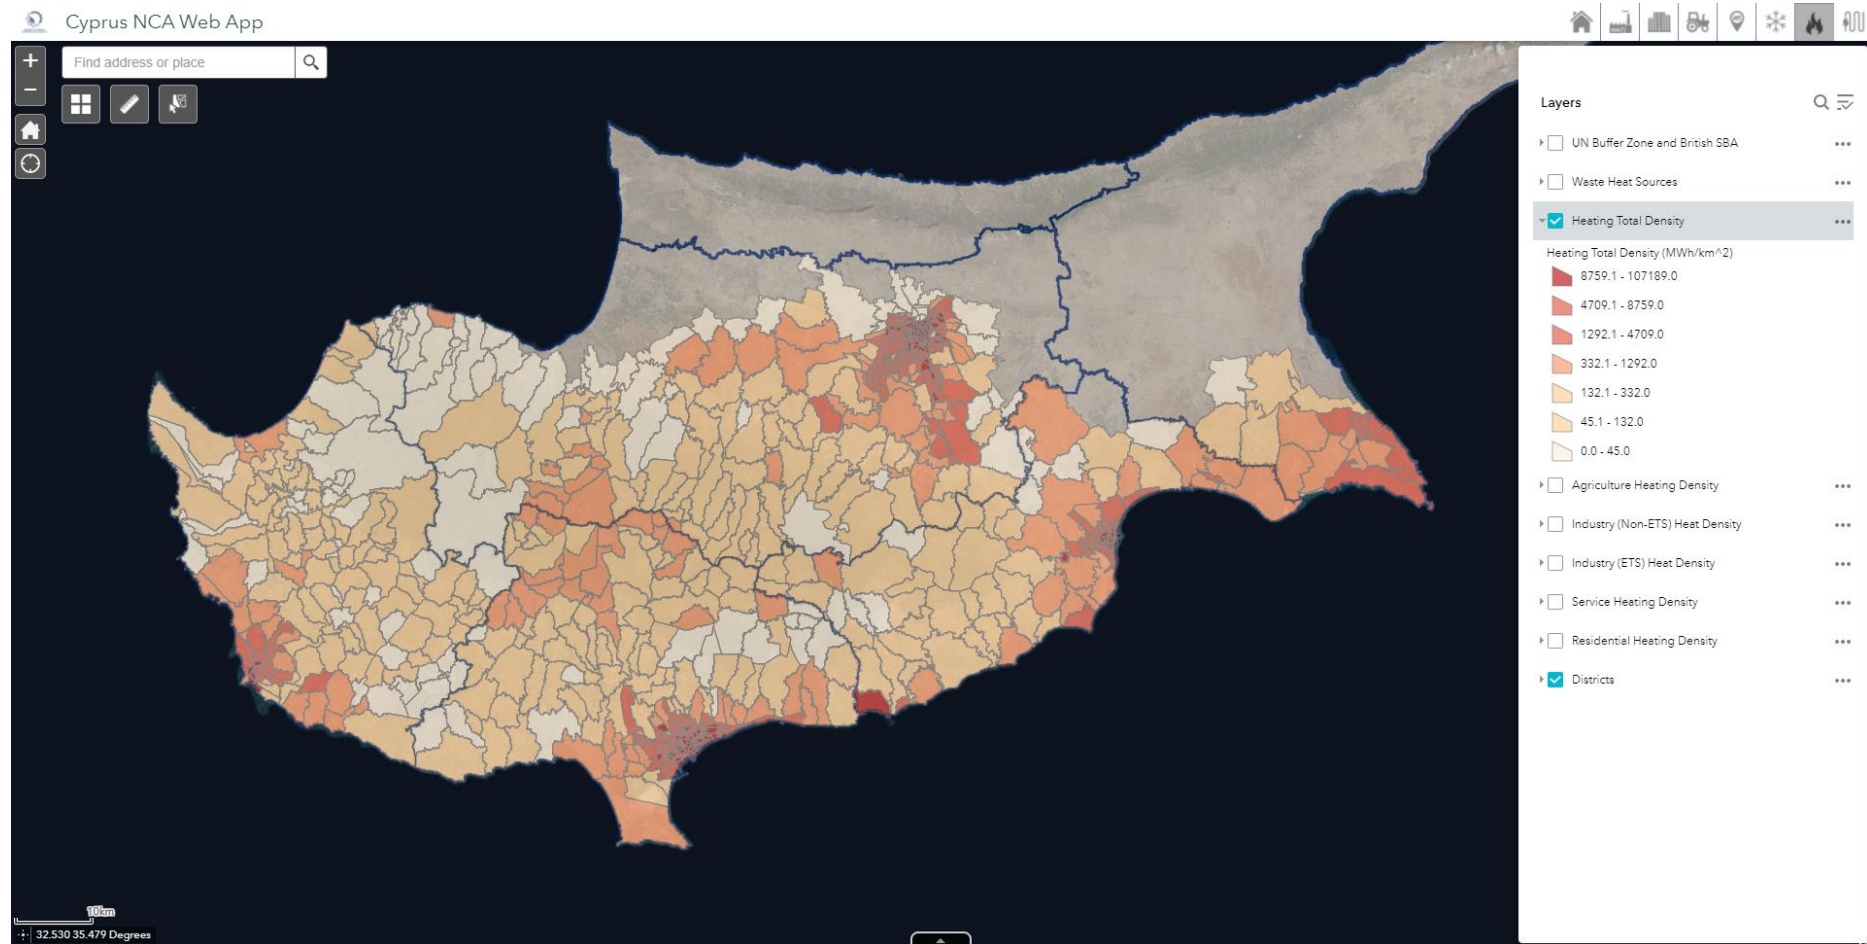 Cyprus NCA Web App
Find address or place
Layers
UN Buffer Zone and British SBA
Waste Heat Sources
Heating Total Density
Heating Total Density (MWh/km^2)
8759.1 - 107189.0
4709.1 - 8759.0
1292.1 - 4709.0
332.1 - 1292.0
132.1 - 332.0
45.1 - 132.0
0.0 - 45.0
Agriculture Heating Density
Industry (Non-ETS) Heat Density
Industry (ETS) Heat Density
Service Heating Density
Residential Heating Density
Districts
10km
32.530 35.479 Degrees